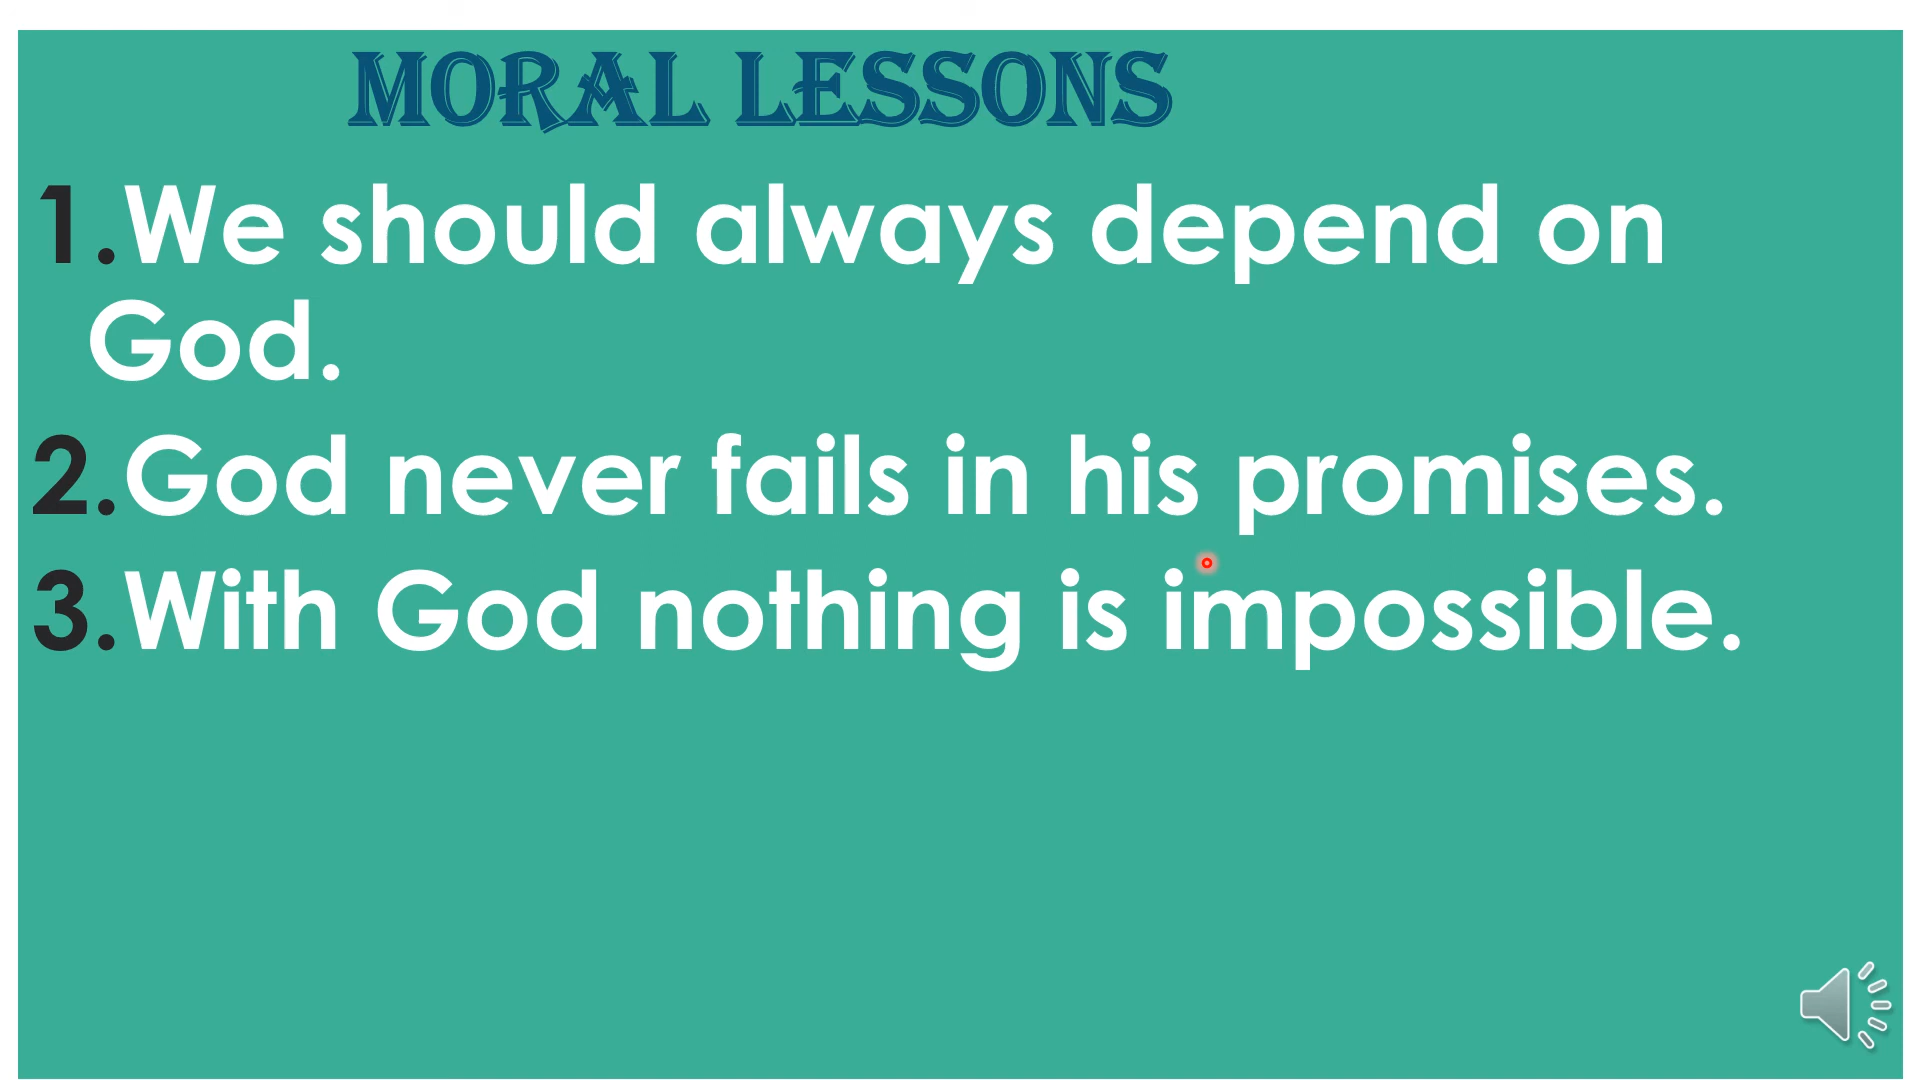 MORAL LESSONS
1.We should always depend on
God.
2.God never fails in his promises.
3.With God nothing is impossible.